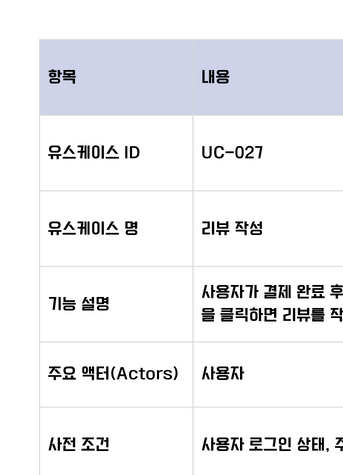 항목 내용
유스케이스 ID UC-027
유스케이스 명 리뷰 작성
기능 설명 사용자가 결제 완료 후
을 클릭하면 리뷰를 작
주요 액터(Actors) 사용자
사전 조건 사용자 로그인 상태,